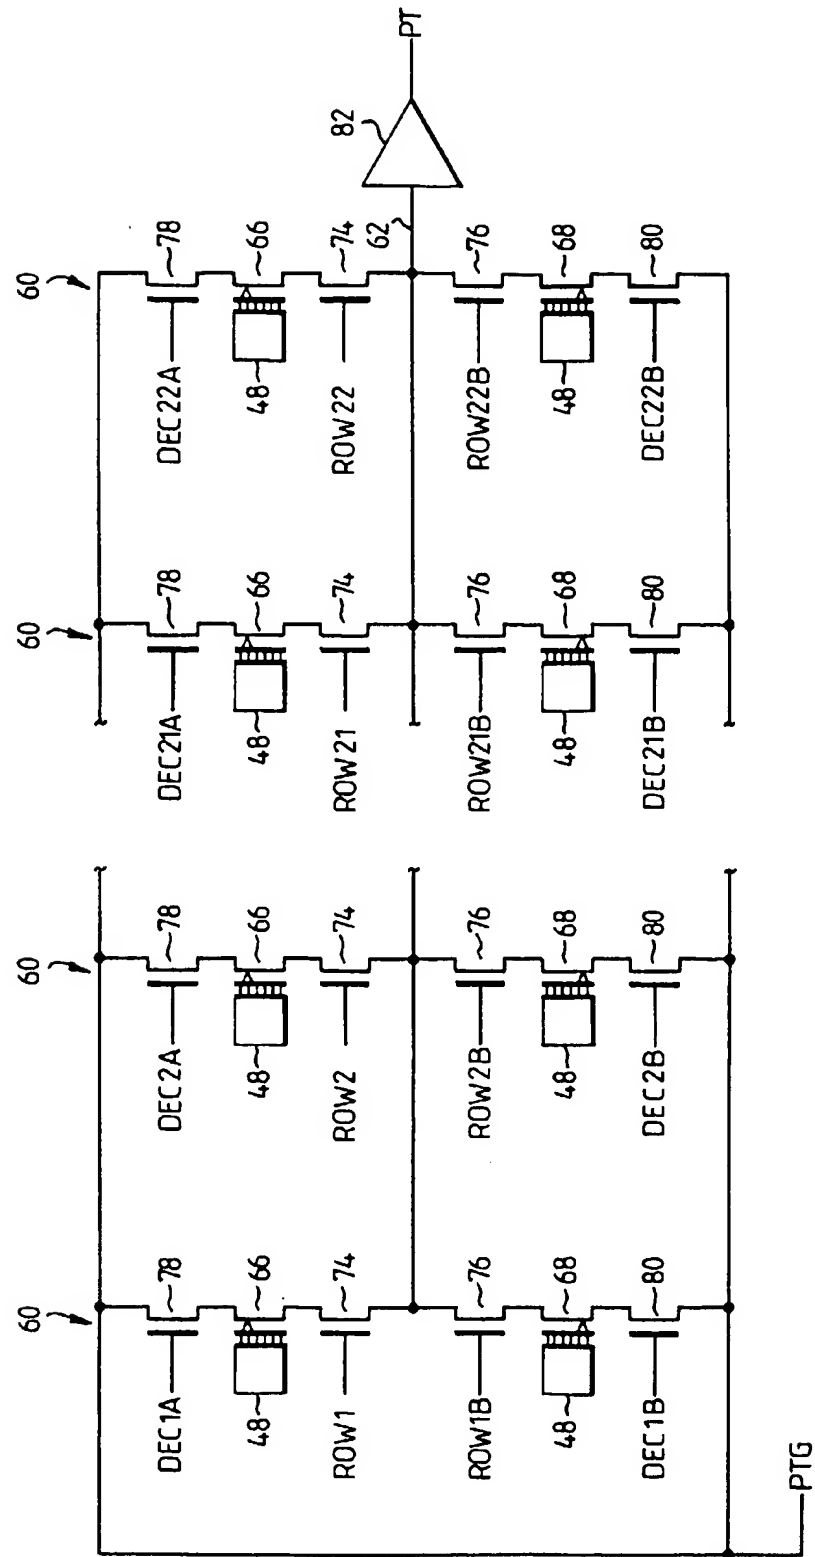 PT
82
62
60
78
DEC22A
66
48
74
ROW22
76
ROW22B
68
48
80
DEC22B
60
78
DEC21A
66
48
74
ROW21
76
ROW21B
68
48
80
DEC21B
60
78
DEC2A
66
48
74
ROW2
76
ROW2B
68
48
80
DEC2B
60
78
DEC1A
66
48
74
ROW1
76
ROW1B
68
48
80
DEC1B
PTG